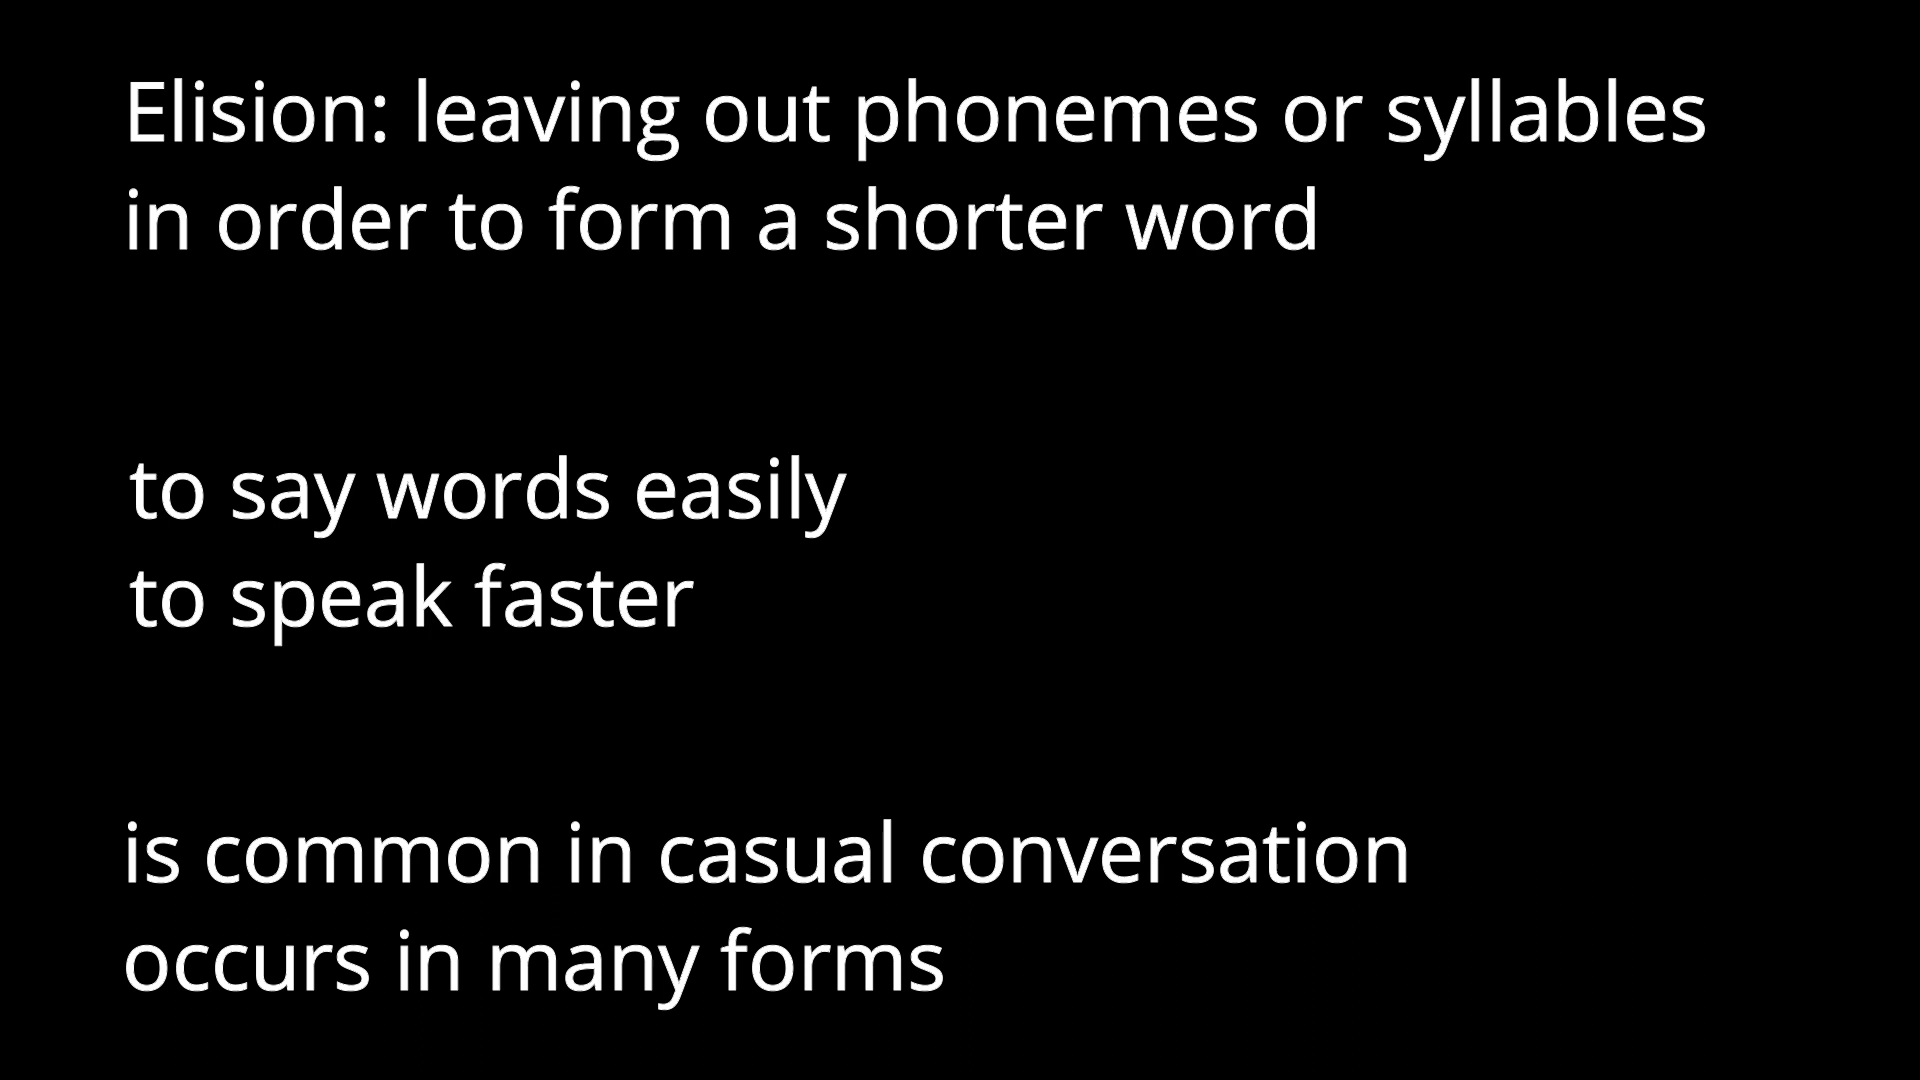 Elision: leaving out phonemes or syllables
in order to form a shorter word
to say words easily
to speak faster
is common in casual conversation
occurs in many forms